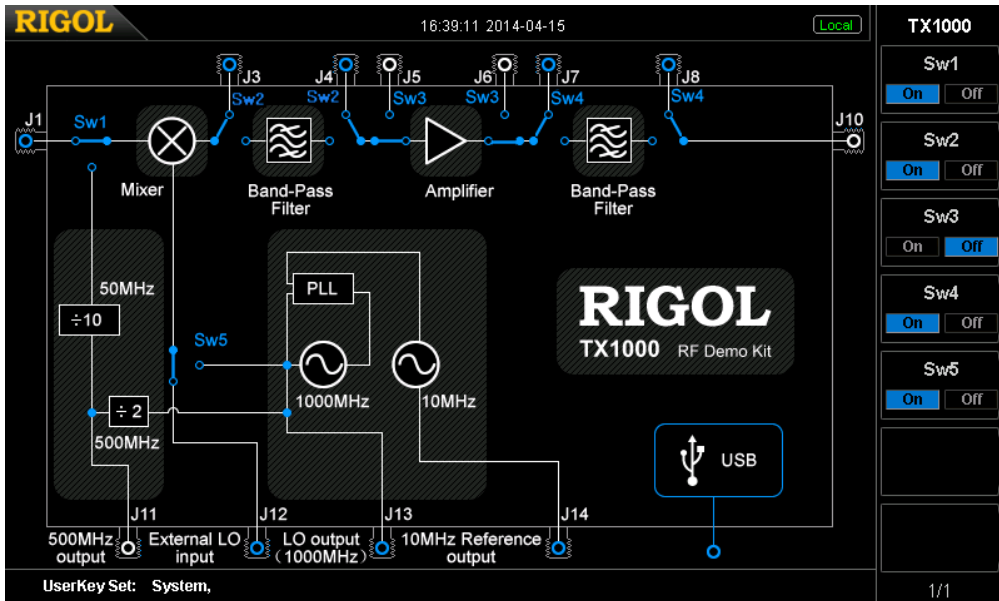 RIGOL
16:39:11 2014-04-15
Local
TX1000
J3
J4
J5
J6
J7
J8
Sw2
Sw2
Sw3
Sw3
Sw4
Sw4
J1
Sw1
J10
Mixer
Band-Pass
Filter
Amplifier
Band-Pass
Filter
50MHz
÷10
Sw5
PLL
1000MHz
10MHz
÷ 2
500MHz
RIGOL
TX1000 RF Demo Kit
USB
J11
J12
J13
J14
500MHz
output
External LO
input
LO output
(1000MHz)
10MHz Reference
output
Sw1
On Off
Sw2
On Off
Sw3
On Off
Sw4
On Off
Sw5
On Off
UserKey Set: System,
1/1